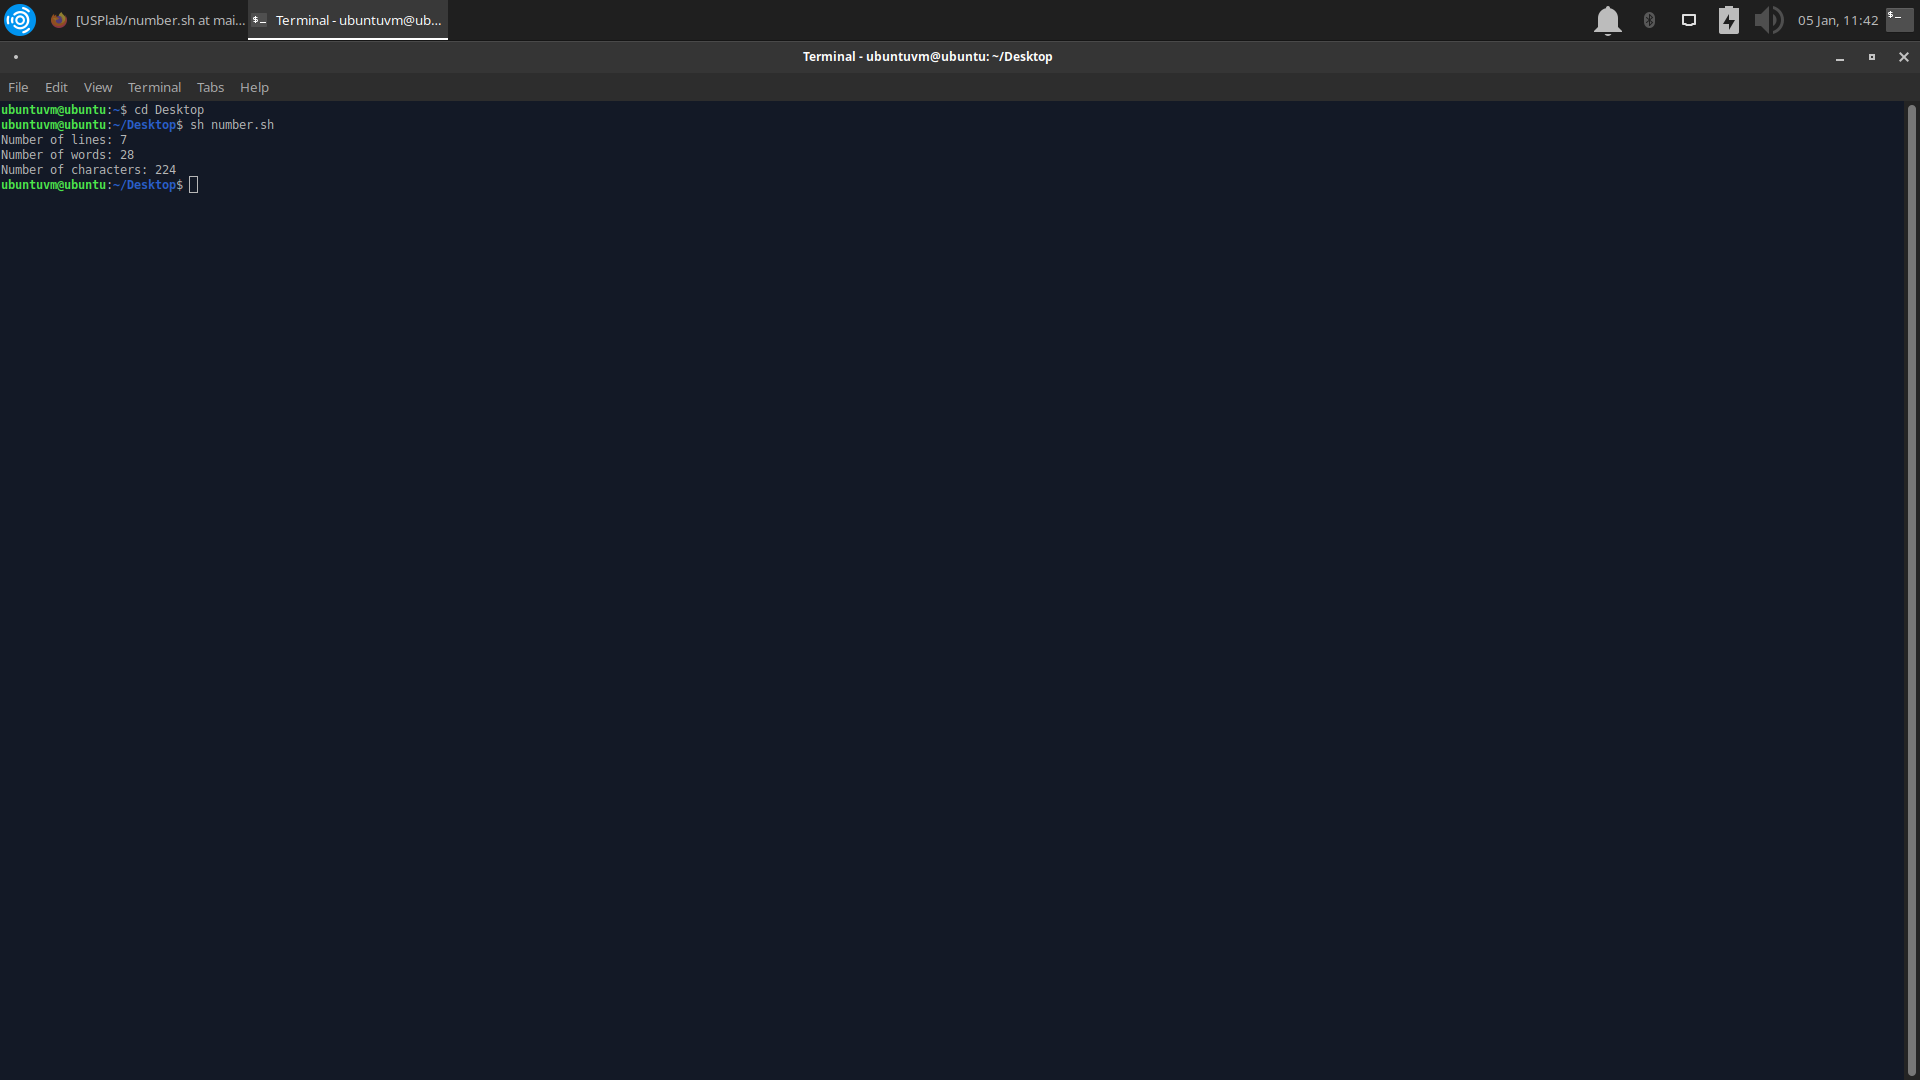 [USPlab/number.sh at mai... Terminal - ubuntuvm@ub... 05 Jan, 11:42
Terminal - ubuntuvm@ubuntu: ~/Desktop
File Edit View Terminal Tabs Help
ubuntuvm@ubuntu:~$ cd Desktop
ubuntuvm@ubuntu:~/Desktop$ sh number.sh
Number of lines: 7
Number of words: 28
Number of characters: 224
ubuntuvm@ubuntu:~/Desktop$